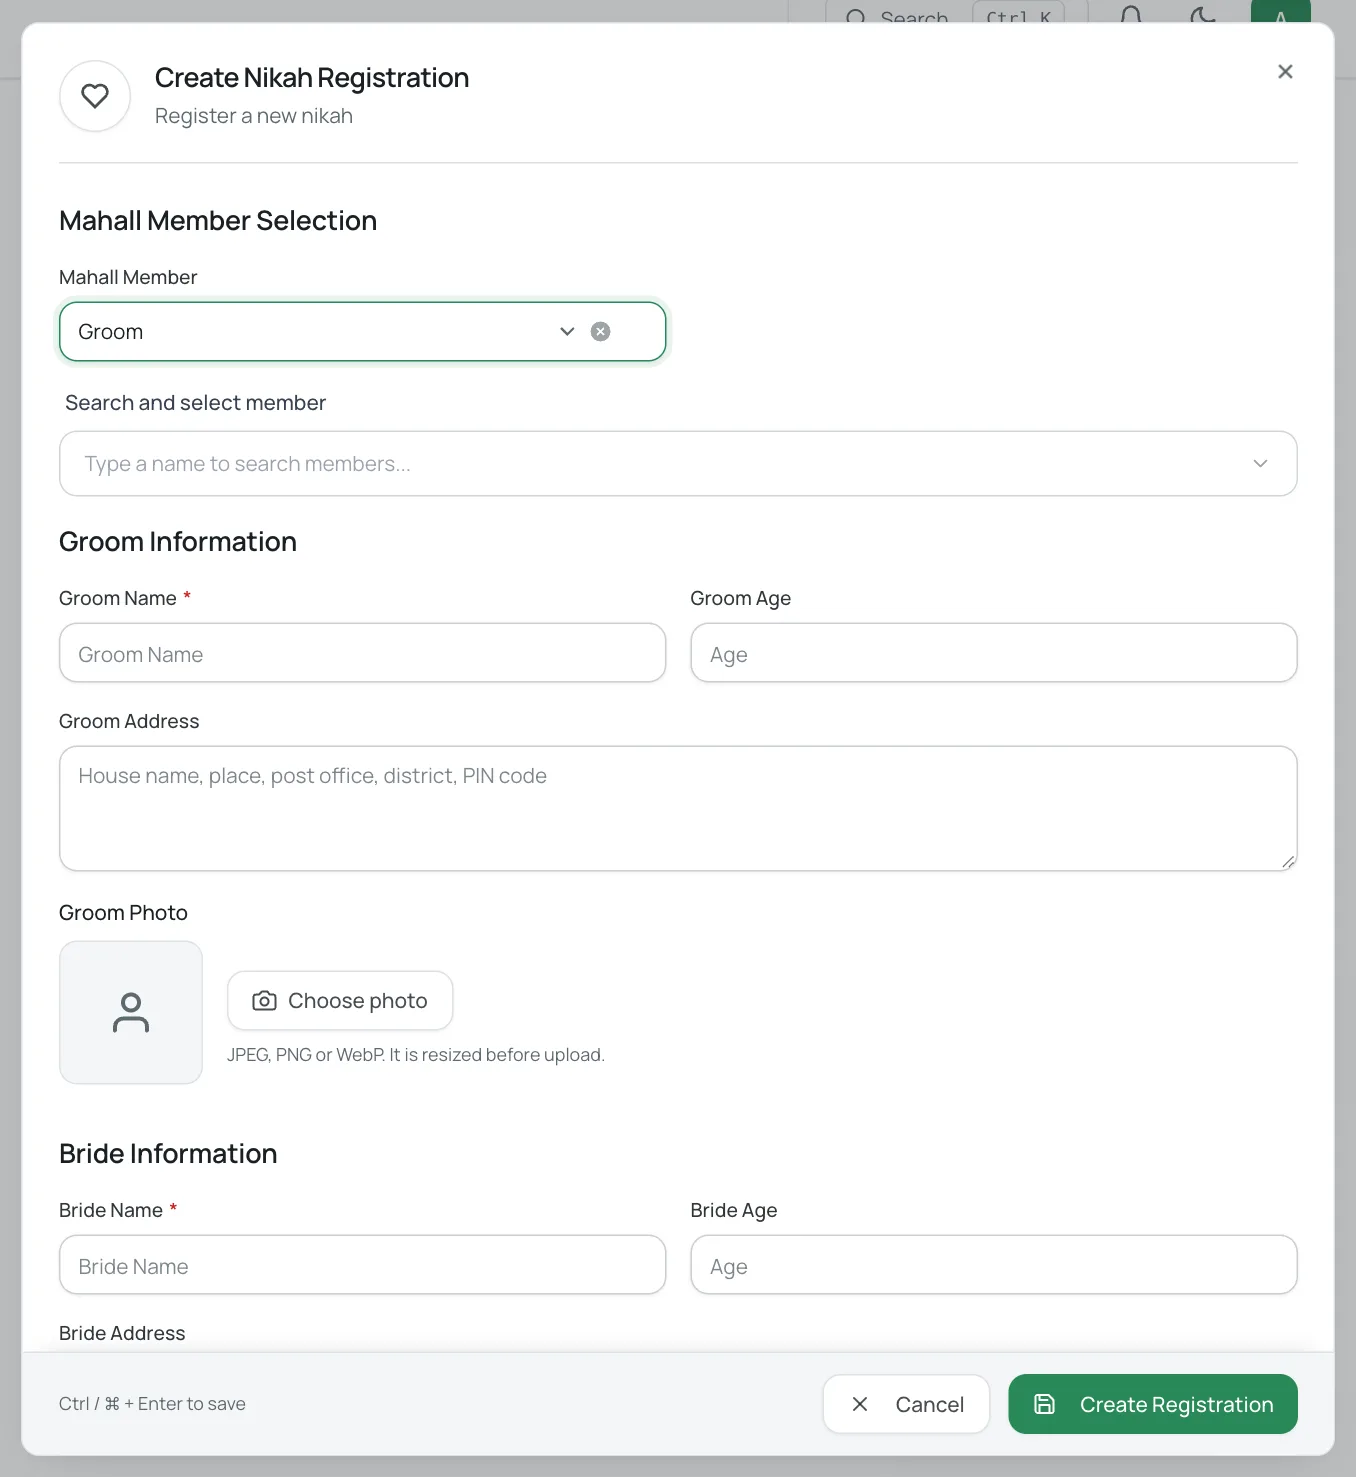 Search Ctrl K A
Create Nikah Registration
Register a new nikah
Mahall Member Selection
Mahall Member
Groom
Search and select member
Type a name to search members...
Groom Information
Groom Name * Groom Age
Groom Name Age
Groom Address
House name, place, post office, district, PIN code
Groom Photo
Choose photo
JPEG, PNG or WebP. It is resized before upload.
Bride Information
Bride Name * Bride Age
Bride Name Age
Bride Address
Ctrl / ⌘ + Enter to save Cancel Create Registration